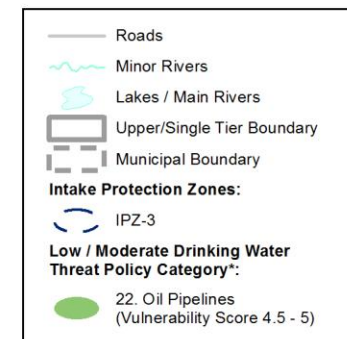 Roads
Minor Rivers
Lakes / Main Rivers
Upper/Single Tier Boundary
Municipal Boundary
Intake Protection Zones:
IPZ-3
Low / Moderate Drinking Water
Threat Policy Category*:
22. Oil Pipelines
(Vulnerability Score 4.5 - 5)